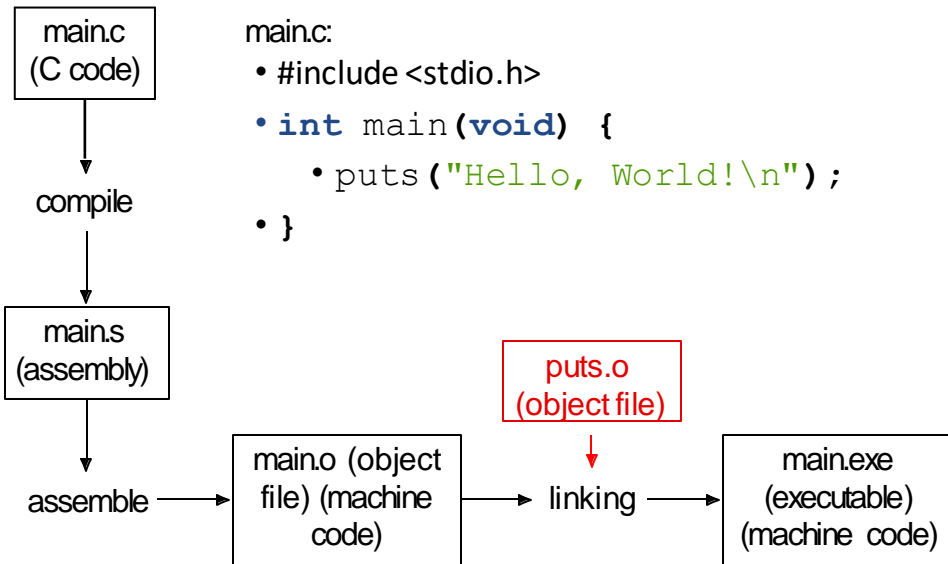 main.c
(C code)
compile
main.s
(assembly)
assemble
main.o (object
file) (machine
code)
puts.o
(object file)
linking
main.exe
(executable)
(machine code)
main.c:
• #include <stdio.h>
• int main(void) {
• puts("Hello, World!\n");
• }